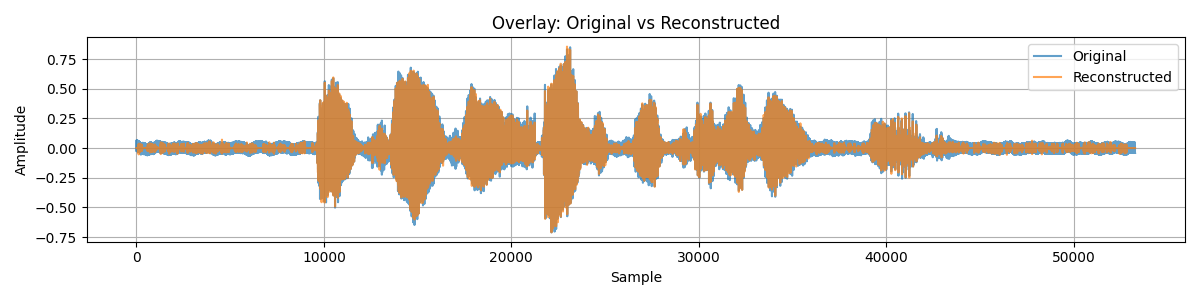 Overlay: Original vs Reconstructed
Original
Reconstructed
0.75
0.50
0.25
0.00
−0.25
−0.50
−0.75
Amplitude
0 10000 20000 30000 40000 50000
Sample